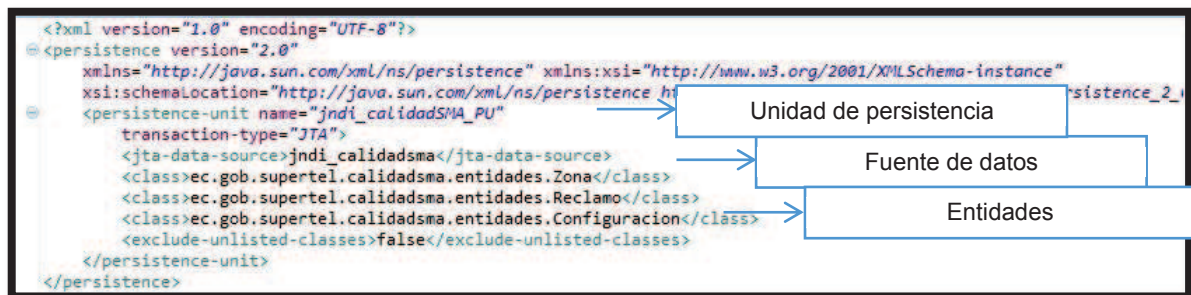 <?xml version="1.0" encoding="UTF-8"?>
<persistence version="2.0"
xmlns="http://java.sun.com/xml/ns/persistence" xmlns:xsi="http://www.w3.org/2001/XMLSchema-instance"
xsi:schemaLocation="http://java.sun.com/xml/ns/persistence
<persistence-unit name="jndi_calidadSMA_PU"
Unidad de persistencia
transaction-type="JTA">
<jta-data-source>jndi_calidadsma</jta-data-source>
Fuente de datos
<class>ec.gob.supertel.calidadsma.entidades.Zona</class>
<class>ec.gob.supertel.calidadsma.entidades.Reclamo</class>
<class>ec.gob.supertel.calidadsma.entidades.Configuracion</class>
Entidades
<exclude-unlisted-classes>false</exclude-unlisted-classes>
</persistence-unit>
</persistence>